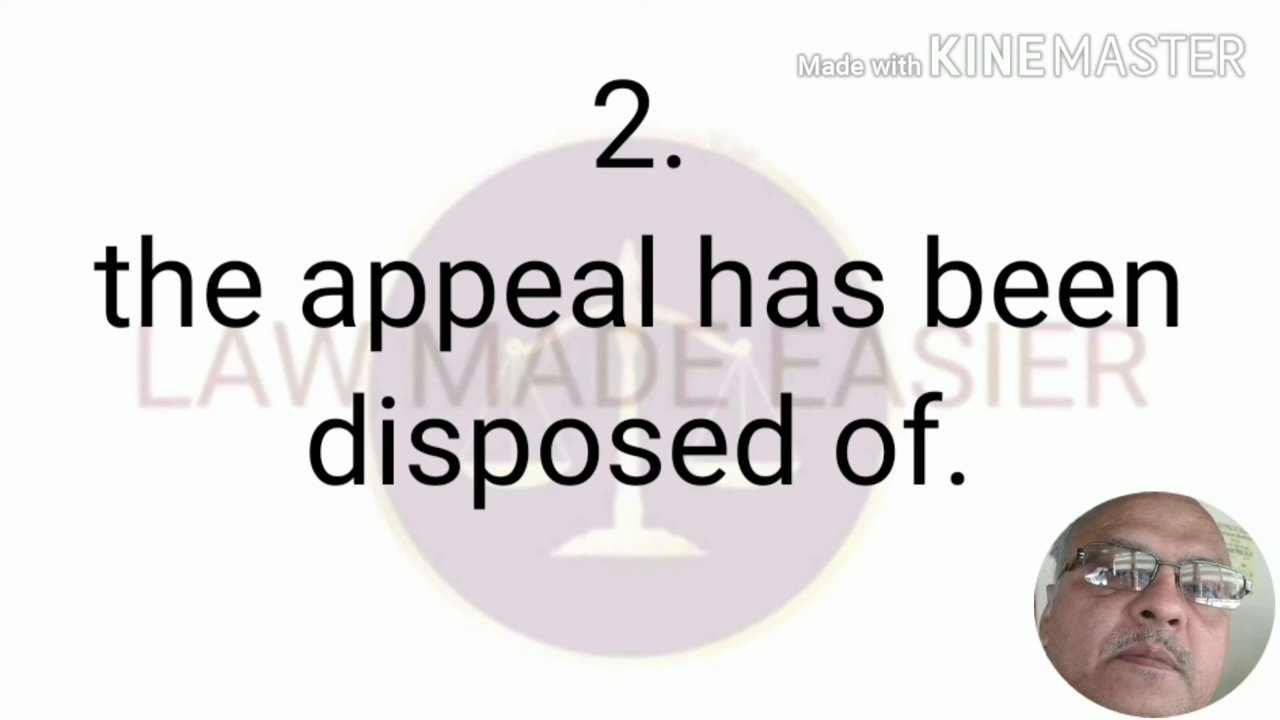 Made with KINEMASTER
2.
the appeal has been
LAW MADE EASIER
disposed of.